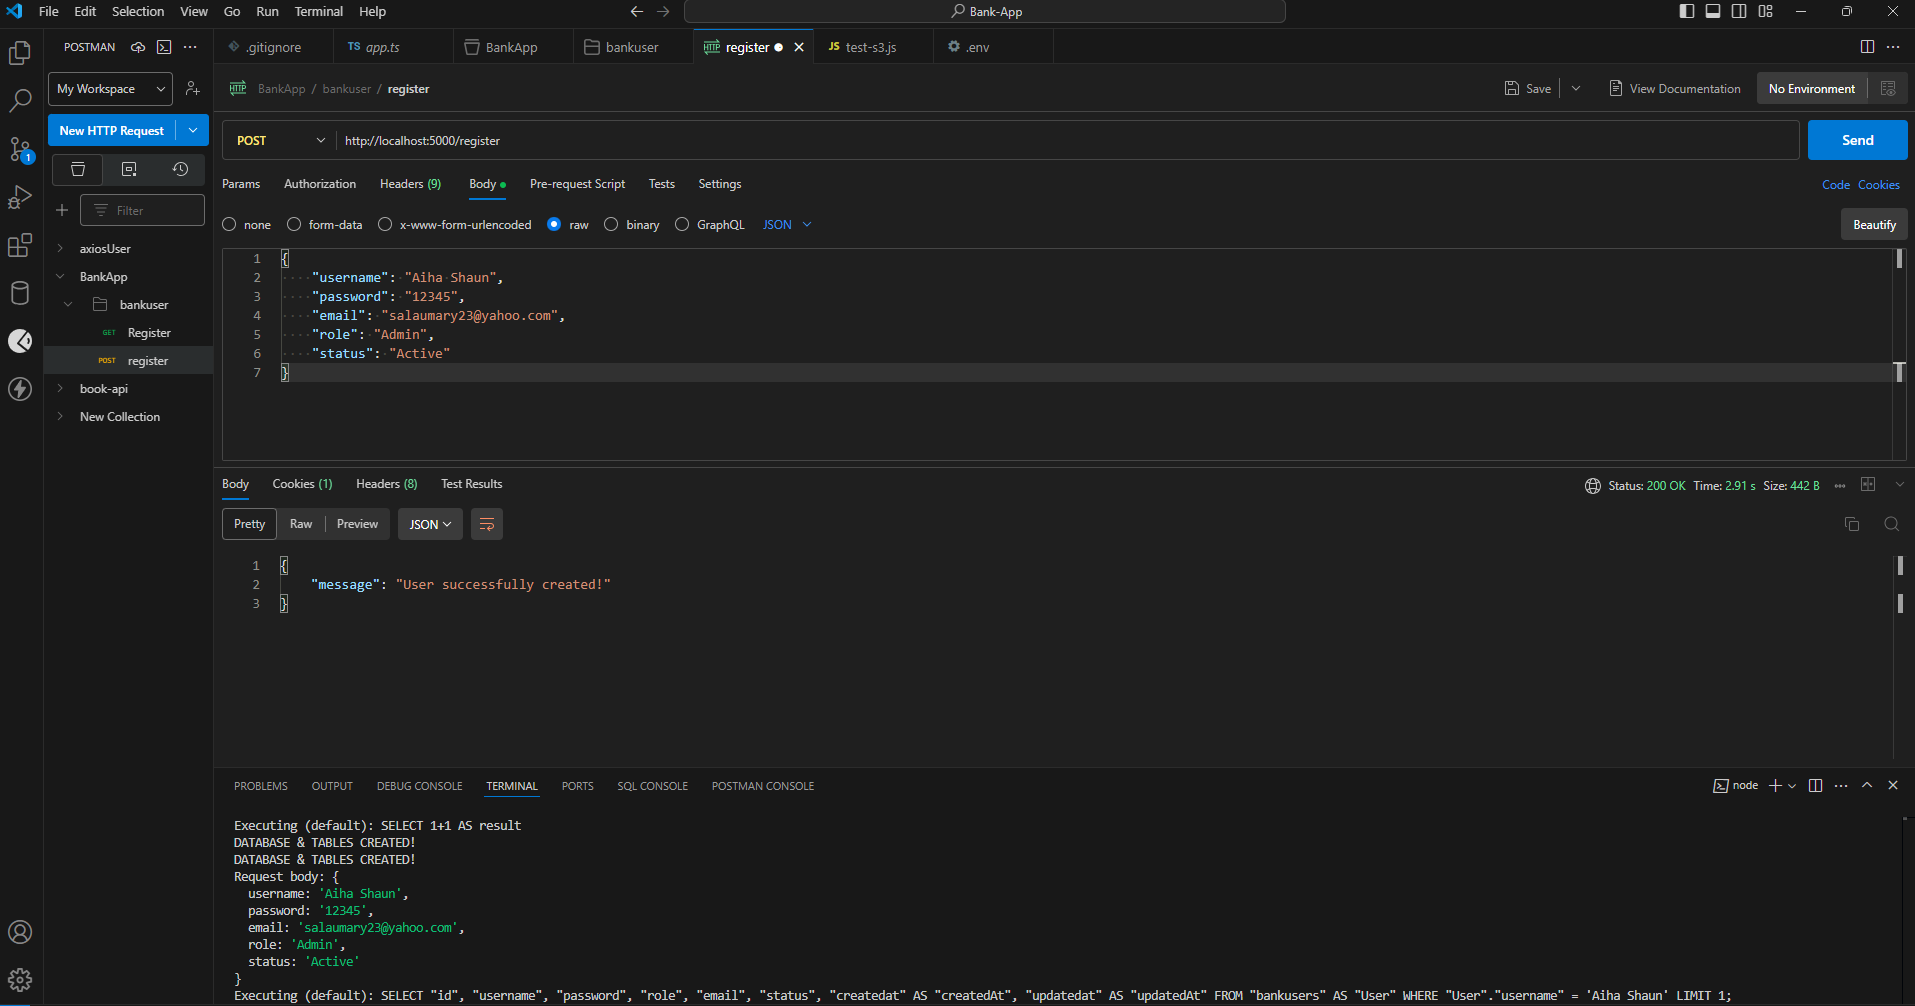 File Edit Selection View Go Run Terminal Help
Bank-App
POSTMAN
.gitignore
TS app.ts
BankApp
bankuser
HTTP register
JS test-s3.js
.env
My Workspace
HTTP BankApp / bankuser / register
Save
View Documentation
No Environment
New HTTP Request
1
POST
http://localhost:5000/register
Send
Params Authorization Headers (9) Body Pre-request Script Tests Settings
Code Cookies
Filter
none form-data x-www-form-urlencoded raw binary GraphQL JSON
Beautify
axiosUser
BankApp
bankuser
GET Register
POST register
book-api
New Collection
1 {
2 "username": "Aiha Shaun",
3 "password": "12345",
4 "email": "salaumary23@yahoo.com",
5 "role": "Admin",
6 "status": "Active"
7 }
Body Cookies (1) Headers (8) Test Results
Status: 200 OK Time: 2.91 s Size: 442 B
Pretty Raw Preview JSON
1 {
2 "message": "User successfully created!"
3 }
PROBLEMS OUTPUT DEBUG CONSOLE TERMINAL PORTS SQL CONSOLE POSTMAN CONSOLE
node
Executing (default): SELECT 1+1 AS result
DATABASE & TABLES CREATED!
DATABASE & TABLES CREATED!
Request body: {
username: 'Aiha Shaun',
password: '12345',
email: 'salaumary23@yahoo.com',
role: 'Admin',
status: 'Active'
}
Executing (default): SELECT "id", "username", "password", "role", "email", "status", "createdat" AS "createdAt", "updatedat" AS "updatedAt" FROM "bankusers" AS "User" WHERE "User"."username" = 'Aiha Shaun' LIMIT 1;